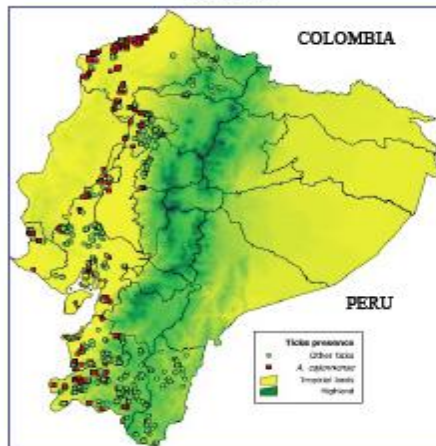 COLOMBIA
PERU
Ticks presence
Other ticks
A. cajennense
Tropical lands
Highland